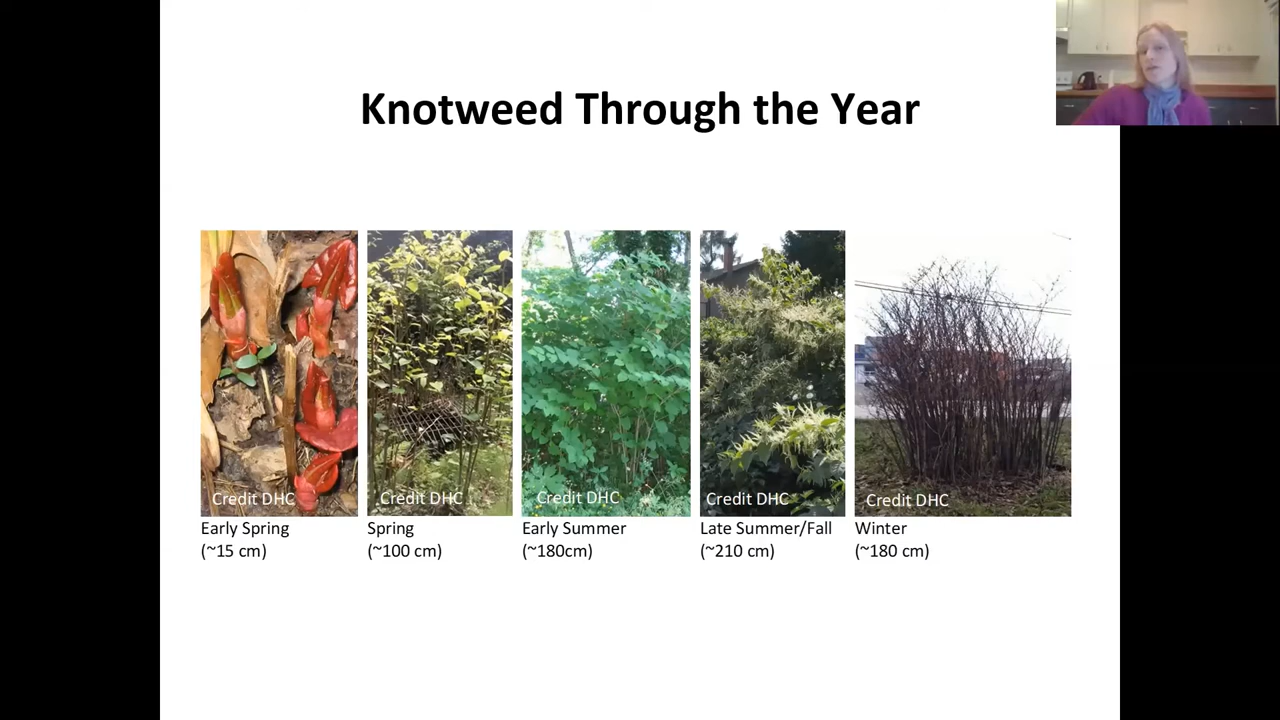 Knotweed Through the Year
Credit DHC
Credit DHC
Credit DHC
Credit DHC
Credit DHC
Early Spring
(~15 cm)
Spring
(~100 cm)
Early Summer
(~180cm)
Late Summer/Fall
(~210 cm)
Winter
(~180 cm)